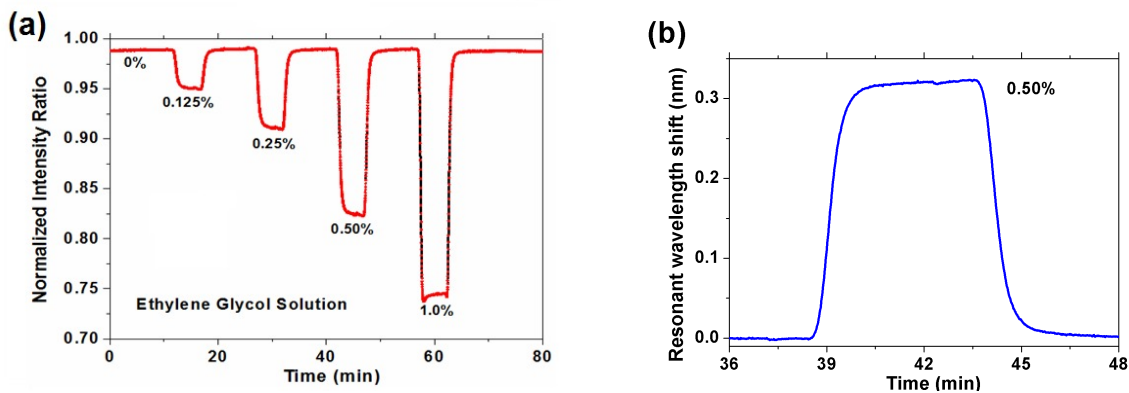 (a)
Normalized Intensity Ratio
1.00
0.95
0.90
0.85
0.80
0.75
0.70
0%
0.125%
0.25%
0.50%
1.0%
Ethylene Glycol Solution
0 20 40 60 80
Time (min)
(b)
Resonant wavelength shift (nm)
0.3
0.2
0.1
0.0
0.50%
36 39 42 45 48
Time (min)